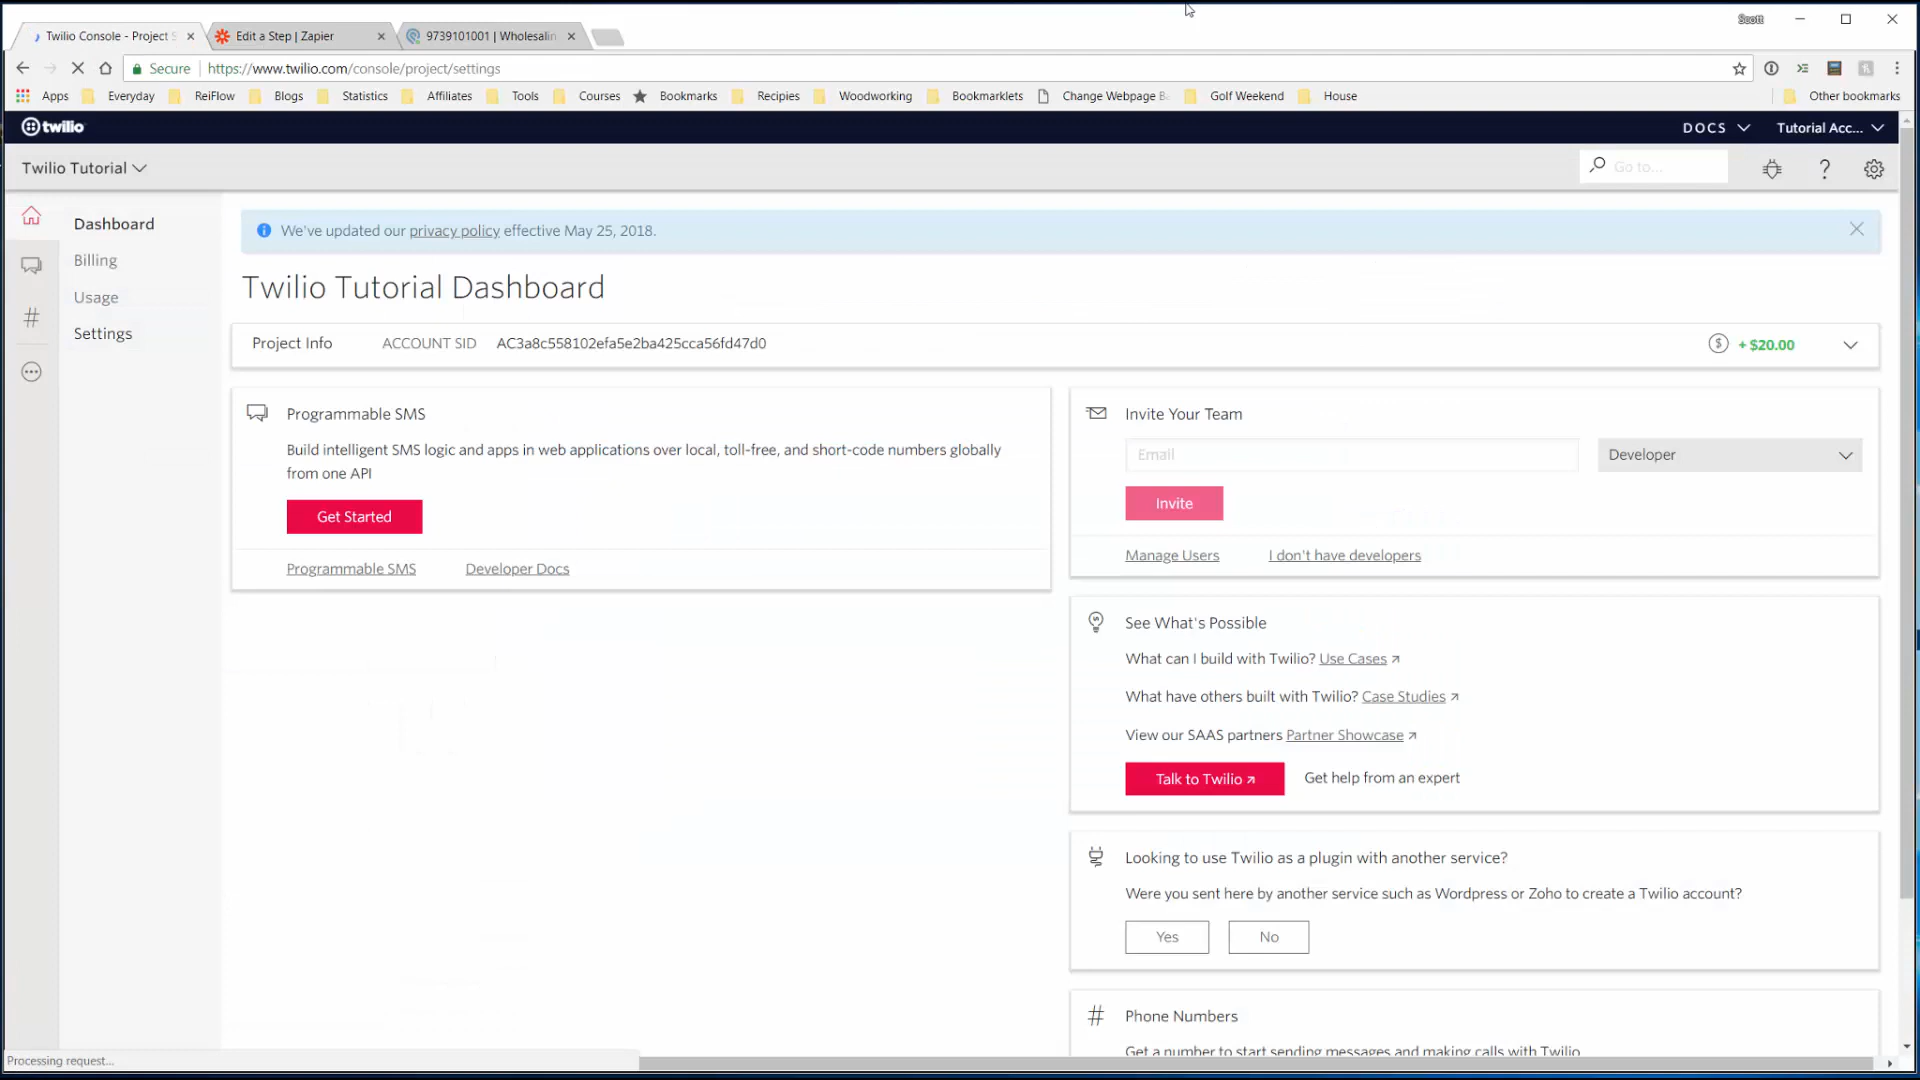 Scott
Twilio Console - Project S
Edit a Step | Zapier
9739101001 | Wholesalin
Secure
https://www.twilio.com/console/project/settings
Apps
Everyday
ReiFlow
Blogs
Statistics
Affiliates
Tools
Courses
Bookmarks
Recipies
Woodworking
Bookmarklets
Change Webpage B
Golf Weekend
House
Other bookmarks
twilio
DOCS
Tutorial Acc...
Twilio Tutorial
Go to...
Dashboard
Billing
Usage
Settings
We've updated our privacy policy effective May 25, 2018.
Twilio Tutorial Dashboard
Project Info
ACCOUNT SID
AC3a8c558102efa5e2ba425cca56fd47d0
+ $20.00
Programmable SMS
Build intelligent SMS logic and apps in web applications over local, toll-free, and short-code numbers globally
from one API
Get Started
Programmable SMS
Developer Docs
Invite Your Team
Email
Developer
Invite
Manage Users
I don't have developers
See What's Possible
What can I build with Twilio? Use Cases
What have others built with Twilio? Case Studies
View our SAAS partners Partner Showcase
Talk to Twilio
Get help from an expert
Looking to use Twilio as a plugin with another service?
Were you sent here by another service such as Wordpress or Zoho to create a Twilio account?
Yes
No
Phone Numbers
Get a number to start sending messages and making calls with Twilio
Processing request...